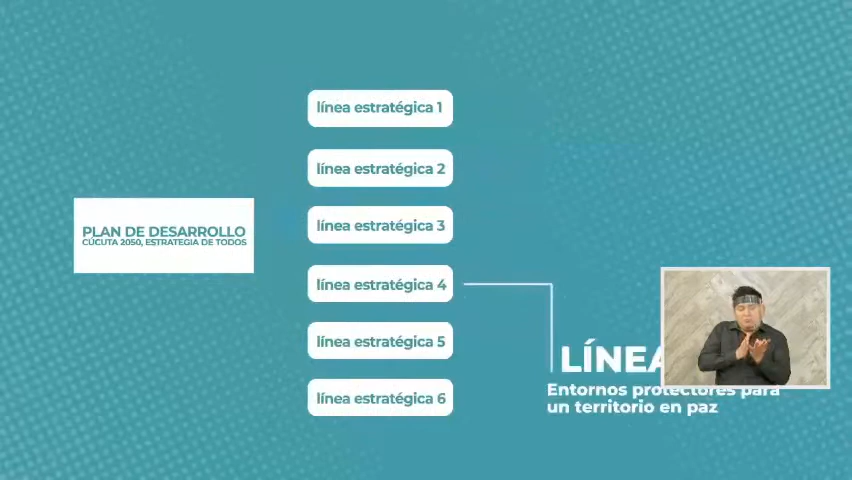 línea estratégica 1
línea estratégica 2
línea estratégica 3
PLAN DE DESARROLLO
CÚCUTA 2050, ESTRATEGIA DE TODOS
línea estratégica 4
línea estratégica 5
línea estratégica 6
LÍNEA
Entornos protectores para
un territorio en paz